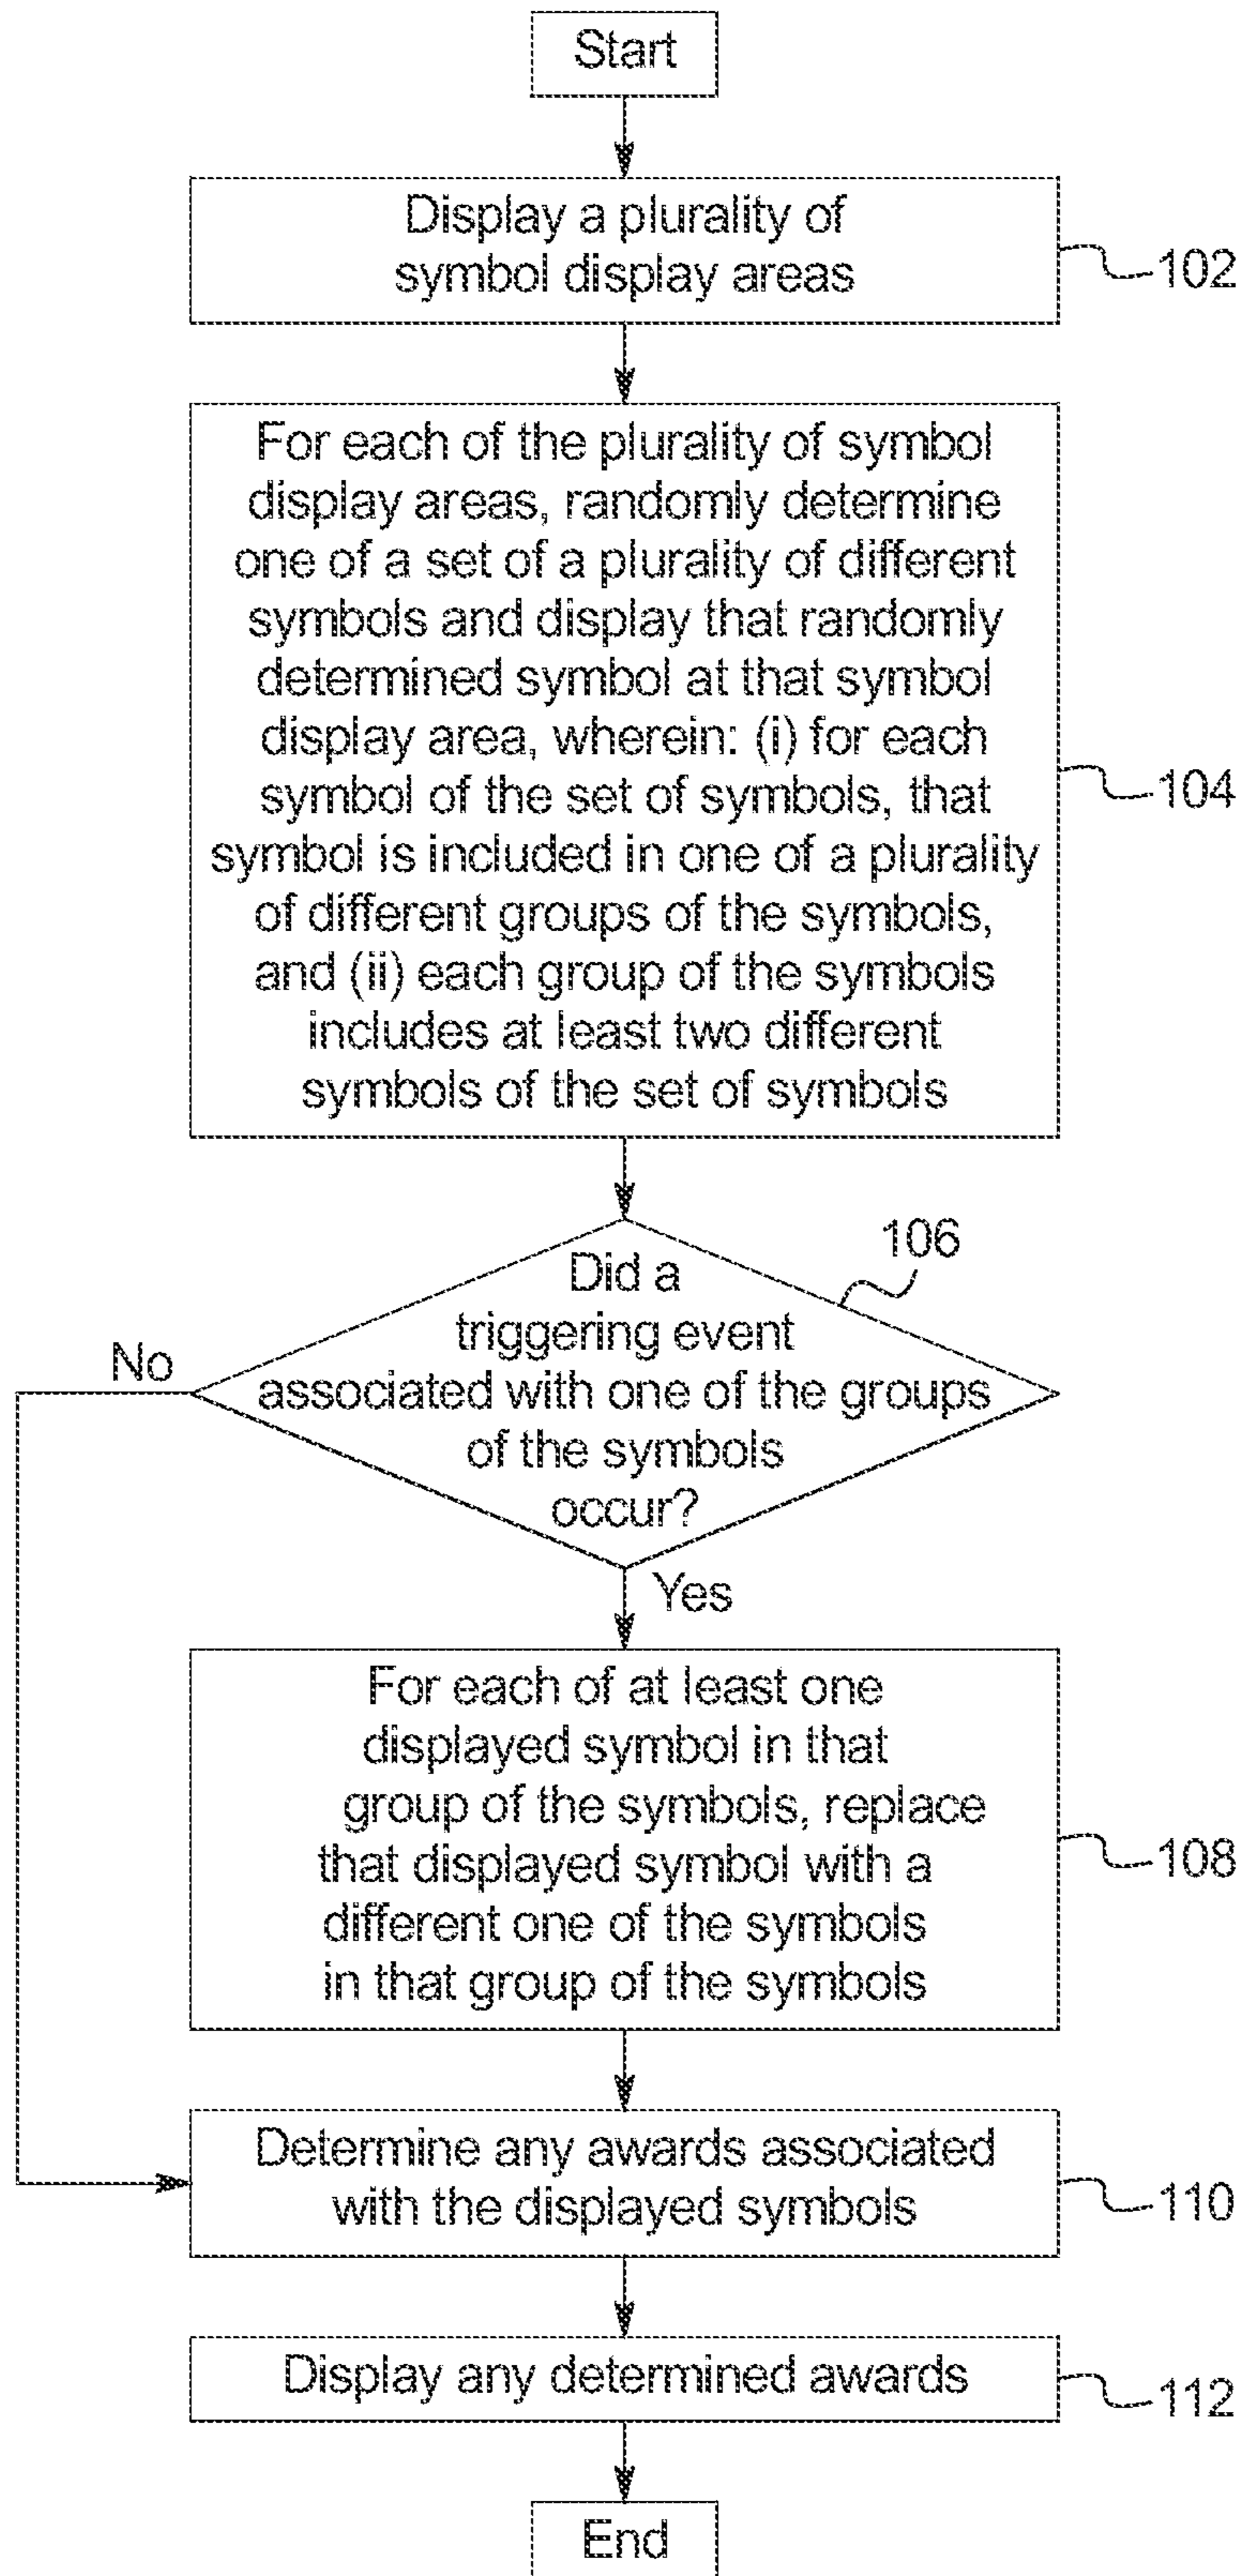 Start
Display a plurality of
symbol display areas
102
For each of the plurality of symbol
display areas, randomly determine
one of a set of a plurality of different
symbols and display that randomly
determined symbol at that symbol
display area, wherein: (i) for each
symbol of the set of symbols, that
symbol is included in one of a plurality
of different groups of the symbols,
and (ii) each group of the symbols
includes at least two different
symbols of the set of symbols
104
106
Did a
triggering event
associated with one of the groups
of the symbols
occur?
No
Yes
For each of at least one
displayed symbol in that
group of the symbols, replace
that displayed symbol with a
different one of the symbols
in that group of the symbols
108
Determine any awards associated
with the displayed symbols
110
Display any determined awards
112
End